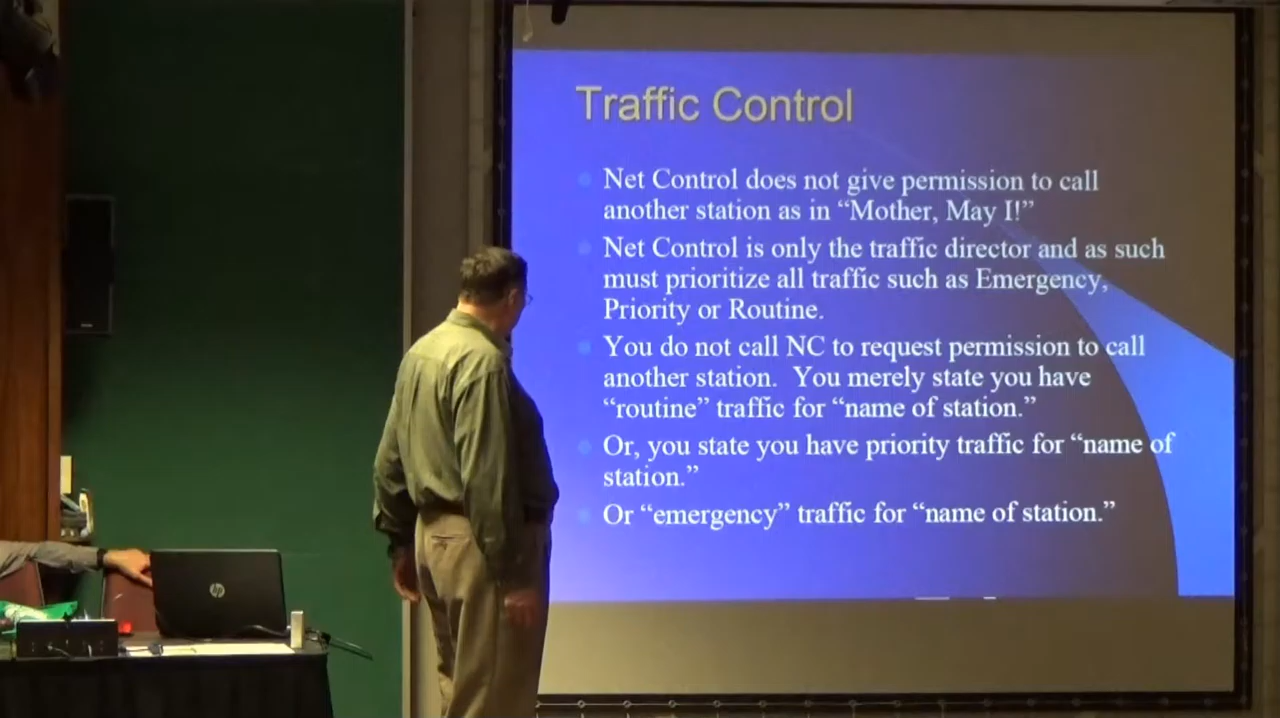 Traffic Control
Net Control does not give permission to call
another station as in “Mother, May I!”
Net Control is only the traffic director and as such
must prioritize all traffic such as Emergency,
Priority or Routine.
You do not call NC to request permission to call
another station. You merely state you have
“routine” traffic for “name of station.”
Or, you state you have priority traffic for “name of
station.”
Or “emergency” traffic for “name of station.”
hp